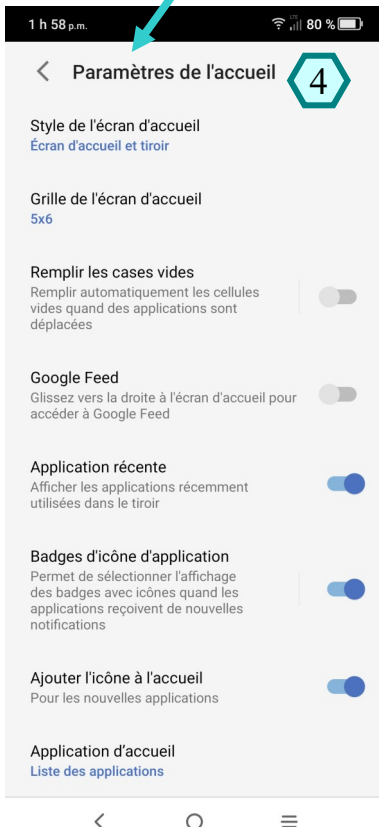 1 h 58 p.m. LTE 80 %
Paramètres de l'accueil 4
Style de l'écran d'accueil
Écran d'accueil et tiroir
Grille de l'écran d'accueil
5x6
Remplir les cases vides
Remplir automatiquement les cellules
vides quand des applications sont
déplacées
Google Feed
Glissez vers la droite à l'écran d'accueil pour
accéder à Google Feed
Application récente
Afficher les applications récemment
utilisées dans le tiroir
Badges d'icône d'application
Permet de sélectionner l'affichage
des badges avec icônes quand les
applications reçoivent de nouvelles
notifications
Ajouter l'icône à l'accueil
Pour les nouvelles applications
Application d’accueil
Liste des applications